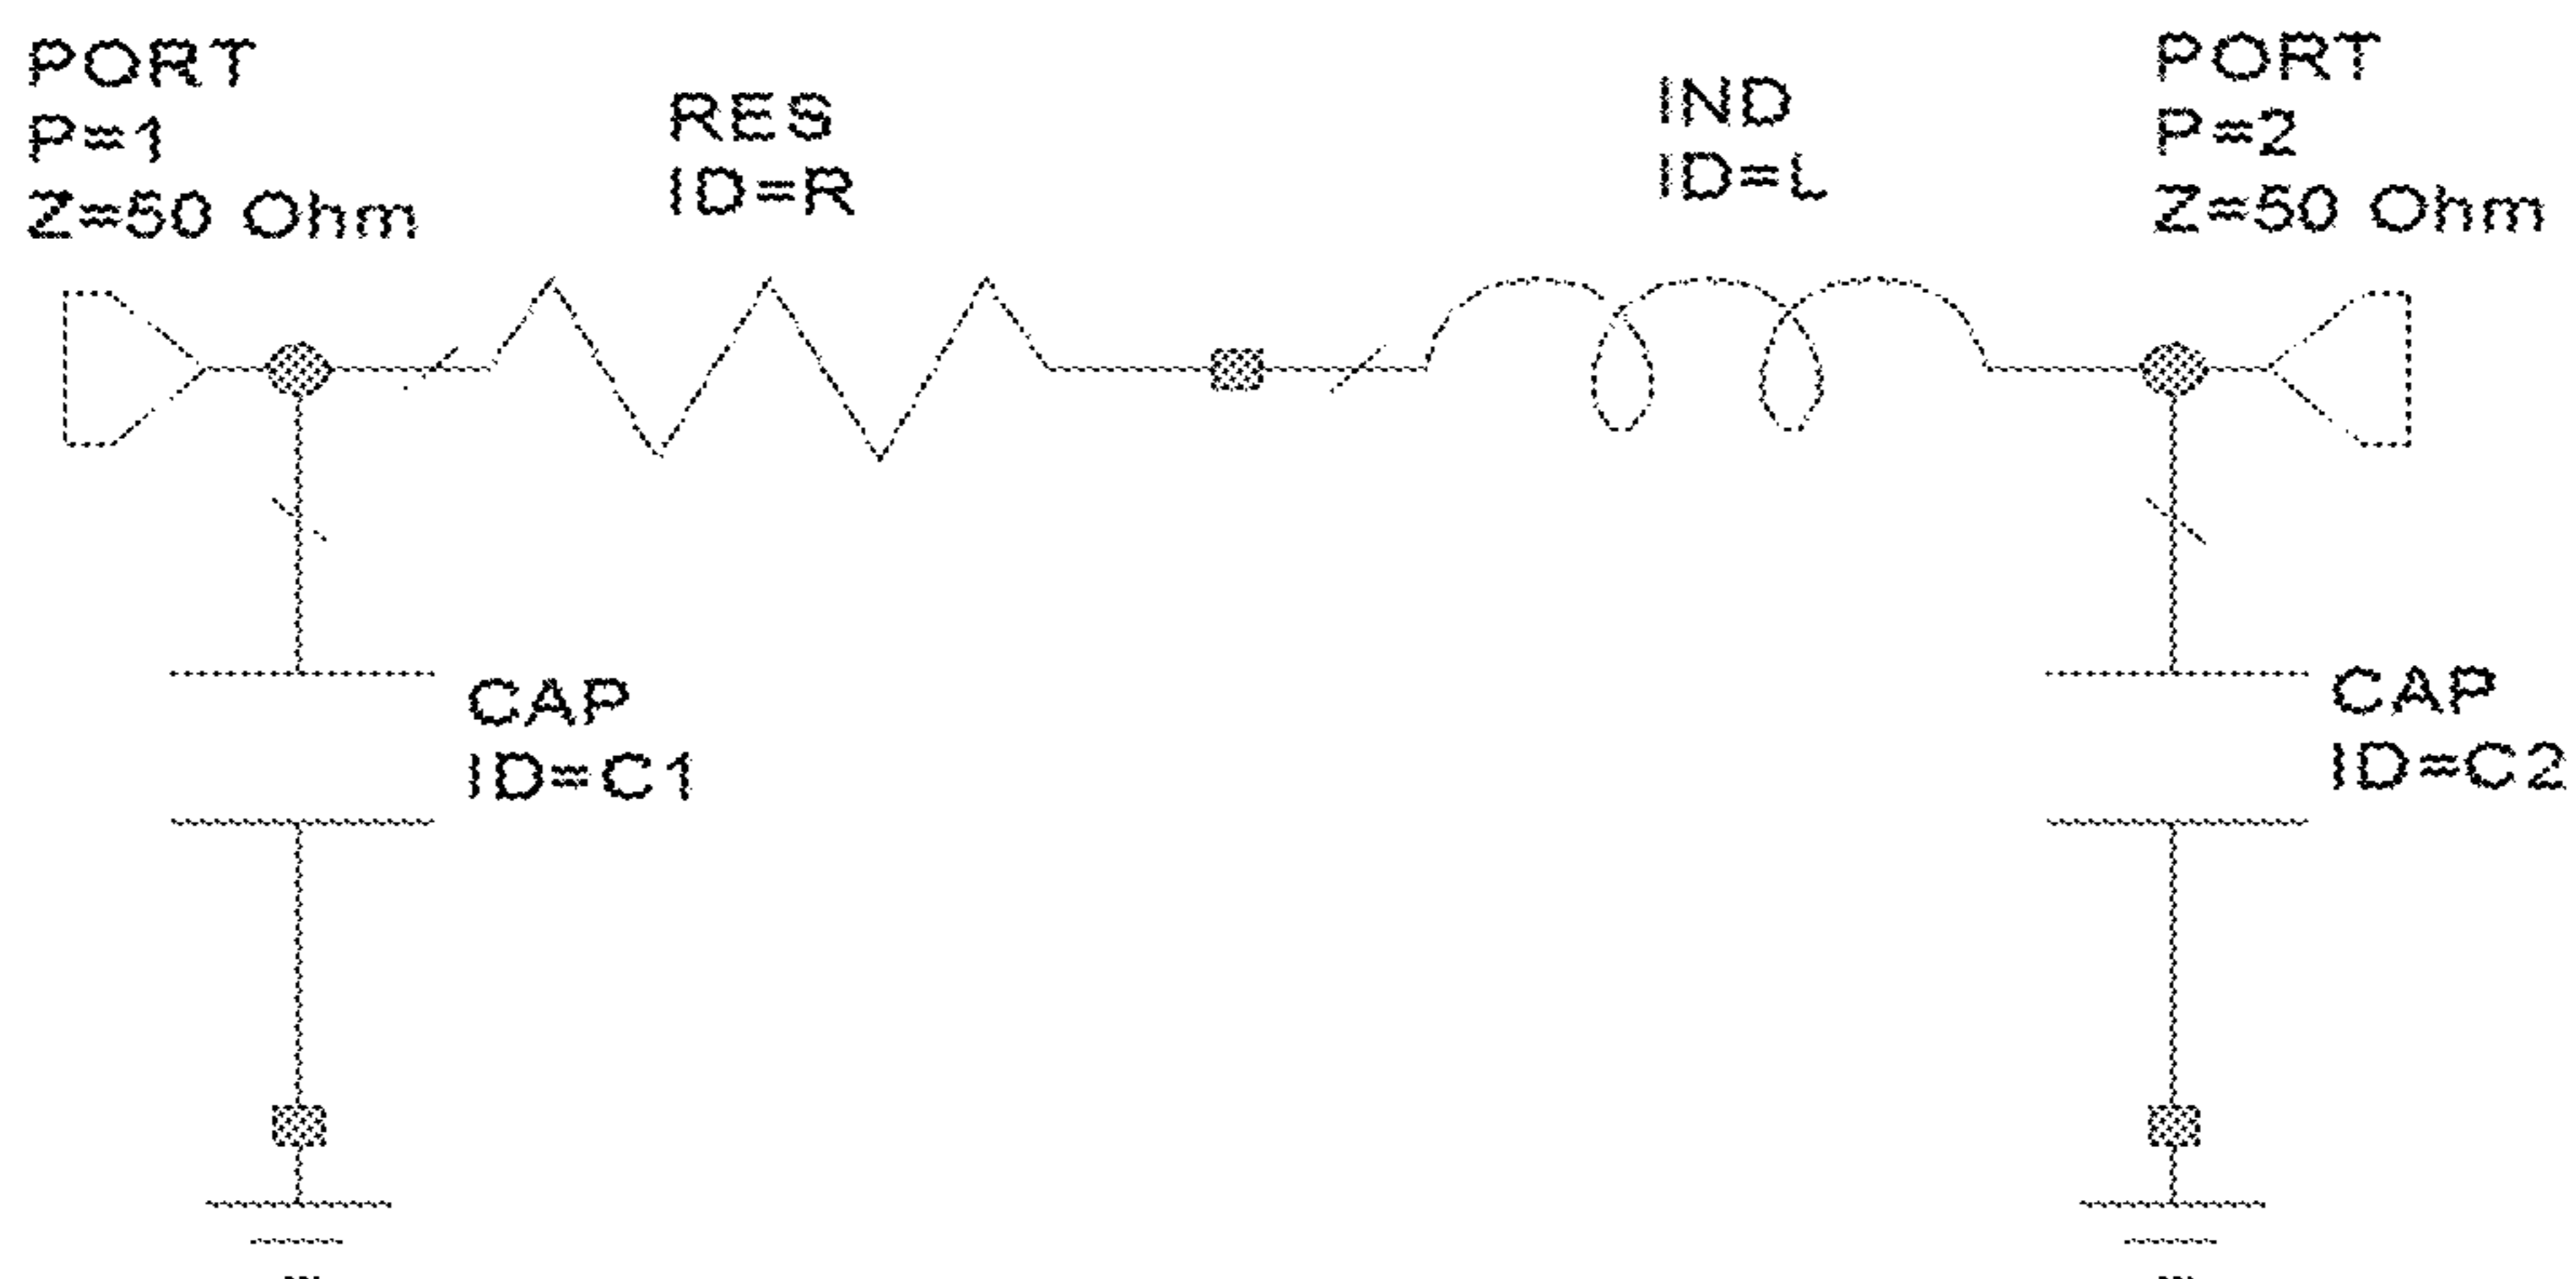 PORT
P=1
Z=50 Ohm
RES
ID=R
IND
ID=L
PORT
P=2
Z=50 Ohm
CAP
ID=C1
CAP
ID=C2